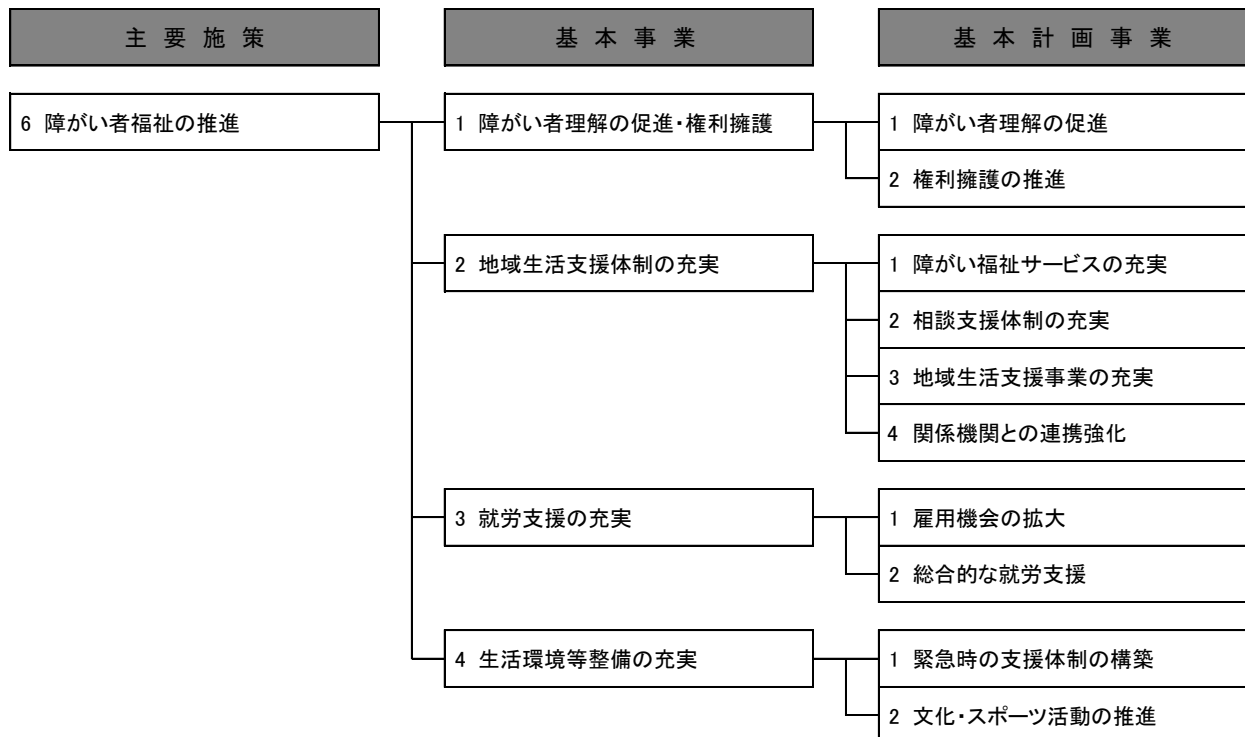 主要施策
基本事業
基本計画事業
6 障がい者福祉の推進
1 障がい者理解の促進・権利擁護
1 障がい者理解の促進
2 権利擁護の推進
2 地域生活支援体制の充実
1 障がい福祉サービスの充実
2 相談支援体制の充実
3 地域生活支援事業の充実
4 関係機関との連携強化
3 就労支援の充実
1 雇用機会の拡大
2 総合的な就労支援
4 生活環境等整備の充実
1 緊急時の支援体制の構築
2 文化・スポーツ活動の推進